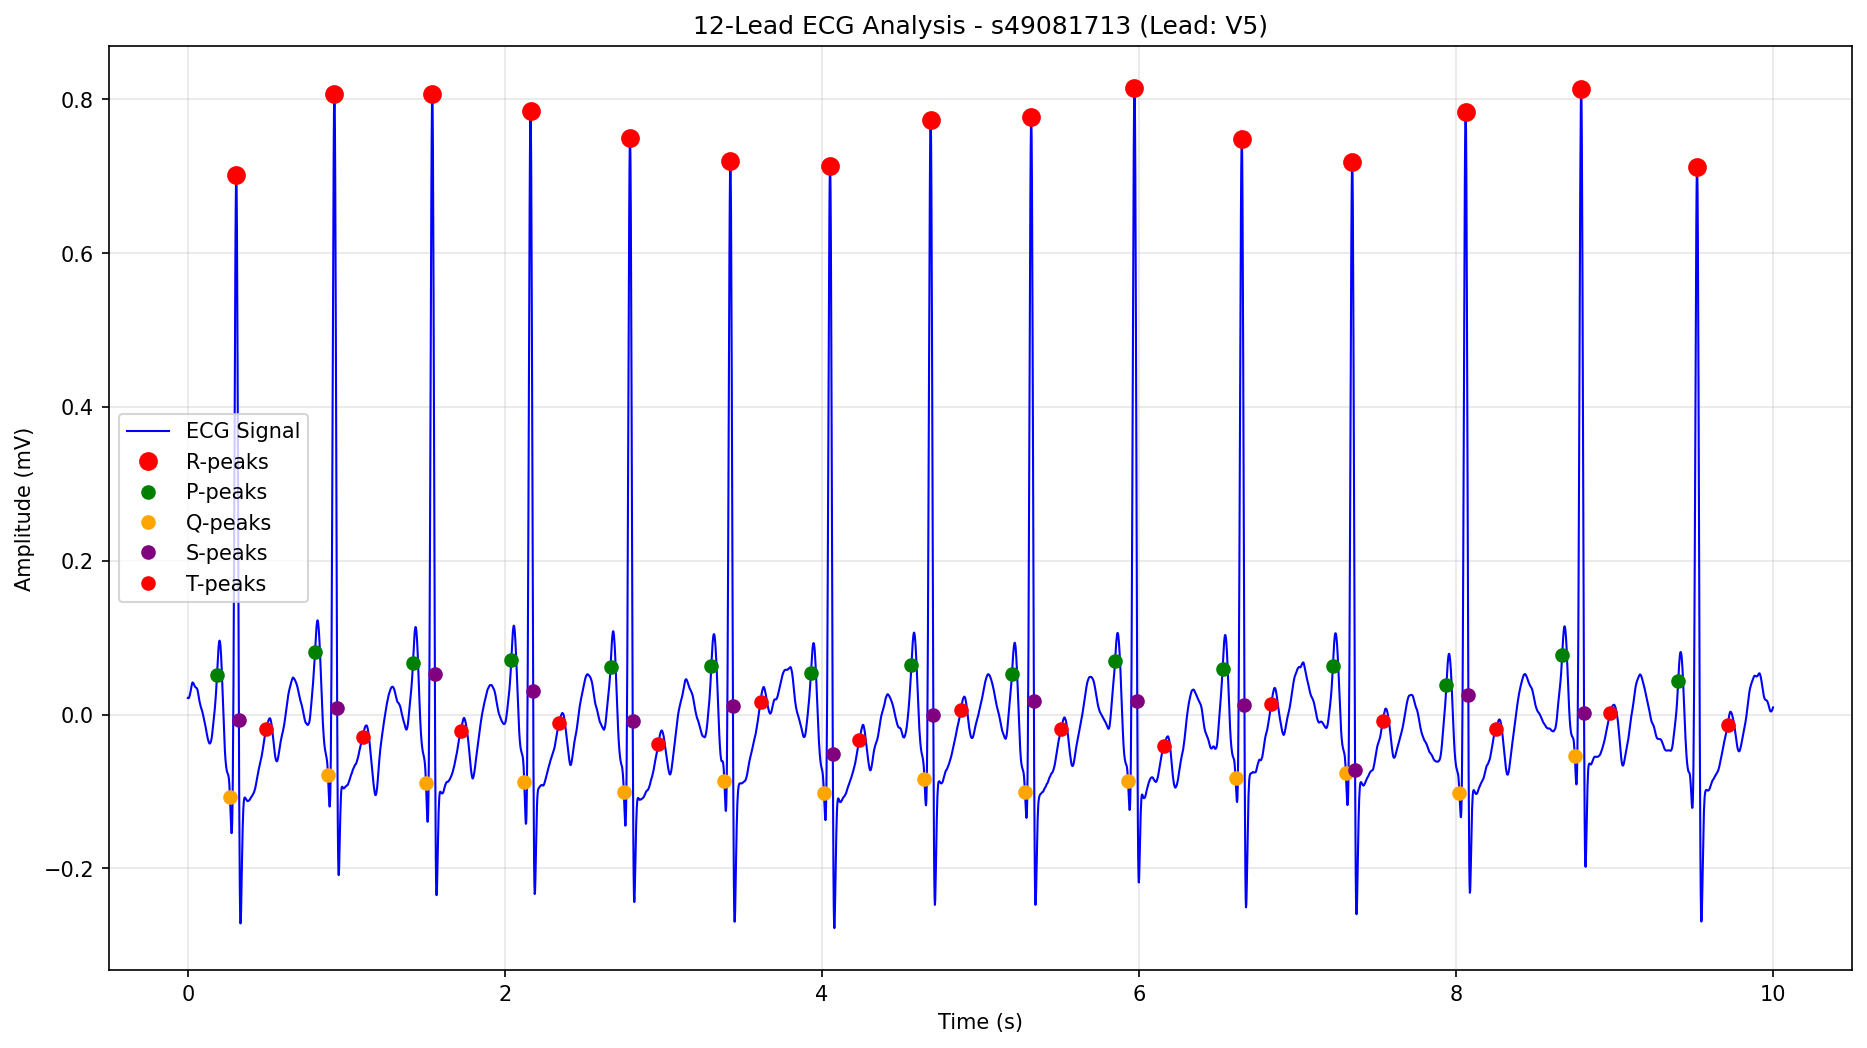 12-Lead ECG Analysis - s49081713 (Lead: V5)
Amplitude (mV)
0.8
0.6
0.4
0.2
0.0
−0.2
ECG Signal
R-peaks
P-peaks
Q-peaks
S-peaks
T-peaks
0 2 4 6 8 10
Time (s)